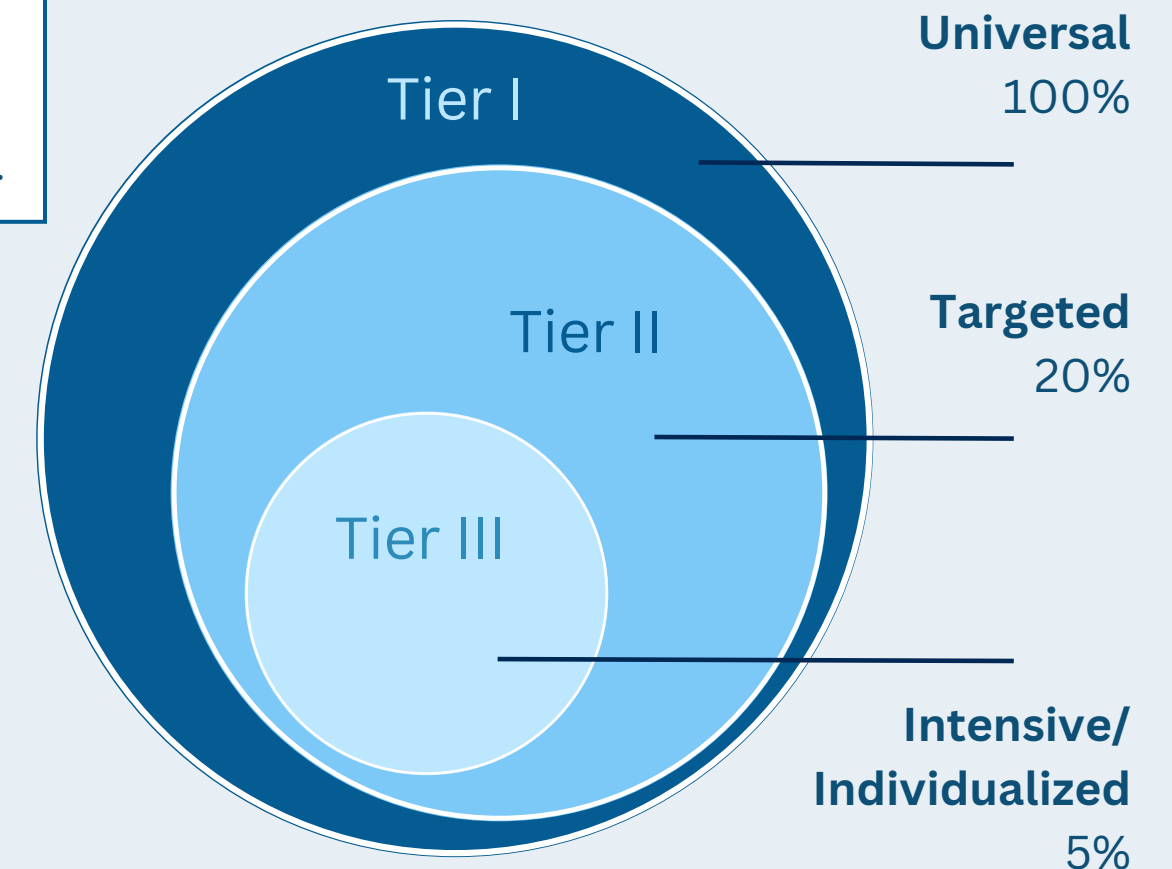 Universal
100%
Tier I
Targeted
20%
Tier II
Tier III
Intensive/
Individualized
5%